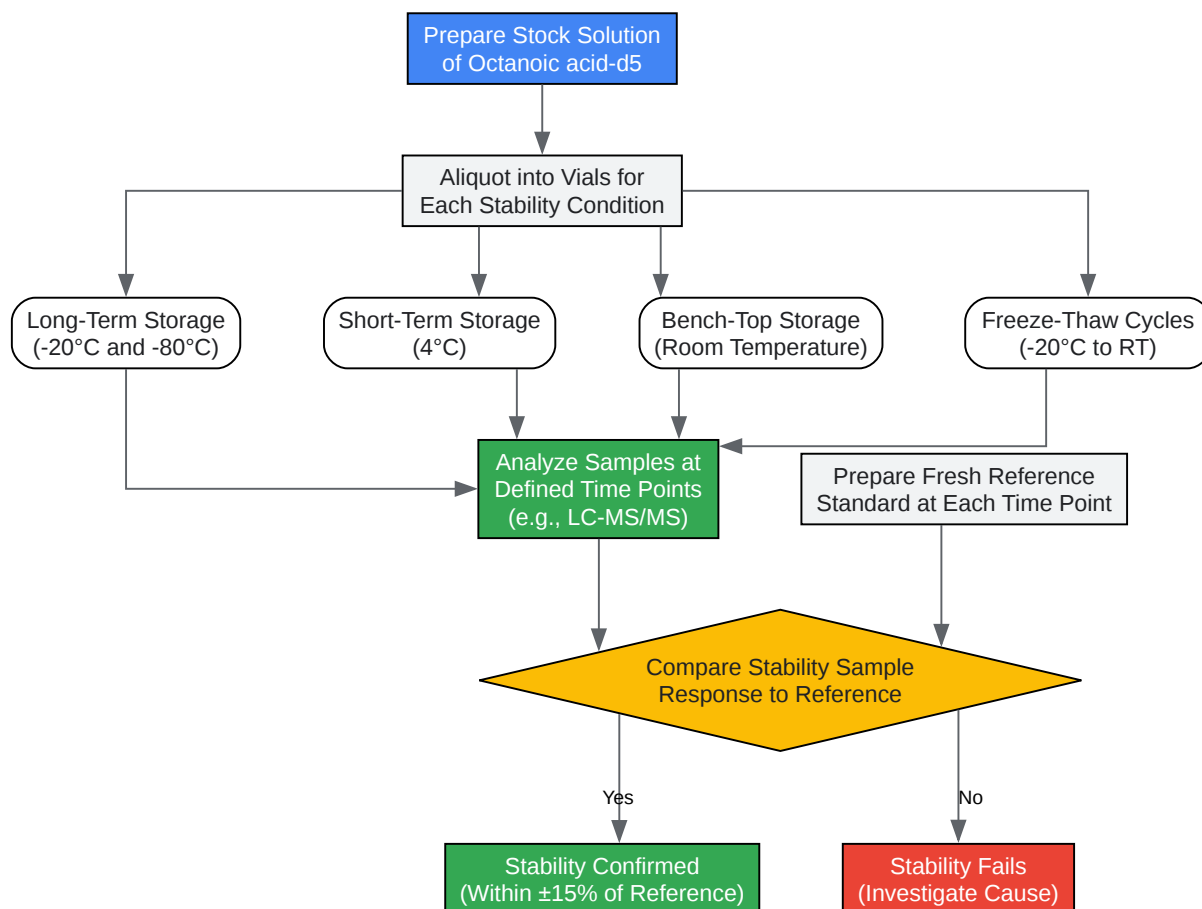 Prepare Stock Solution
of Octanoic acid-d5
Aliquot into Vials for
Each Stability Condition
Long-Term Storage
(-20°C and -80°C)
Short-Term Storage
(4°C)
Bench-Top Storage
(Room Temperature)
Freeze-Thaw Cycles
(-20°C to RT)
Analyze Samples at
Defined Time Points
(e.g., LC-MS/MS)
Prepare Fresh Reference
Standard at Each Time Point
Compare Stability Sample
Response to Reference
Yes
No
Stability Confirmed
(Within ±15% of Reference)
Stability Fails
(Investigate Cause)